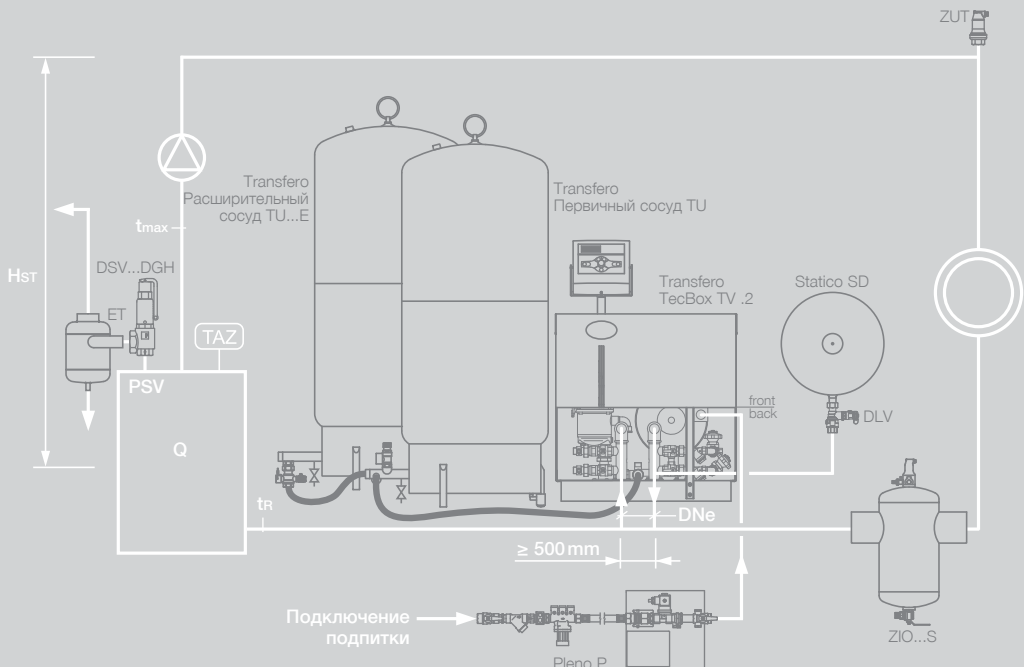 ZUT
Transfero
Расширительный
сосуд TU...E
Transfero
Первичный сосуд TU
tmax
HST
DSV...DGH
Transfero
TecBox TV .2
Statico SD
ET
TAZ
PSV
front
back
DLV
Q
tR
DNe
≥ 500 mm
Подключение
подпитки
ZIO...S
Pleno P